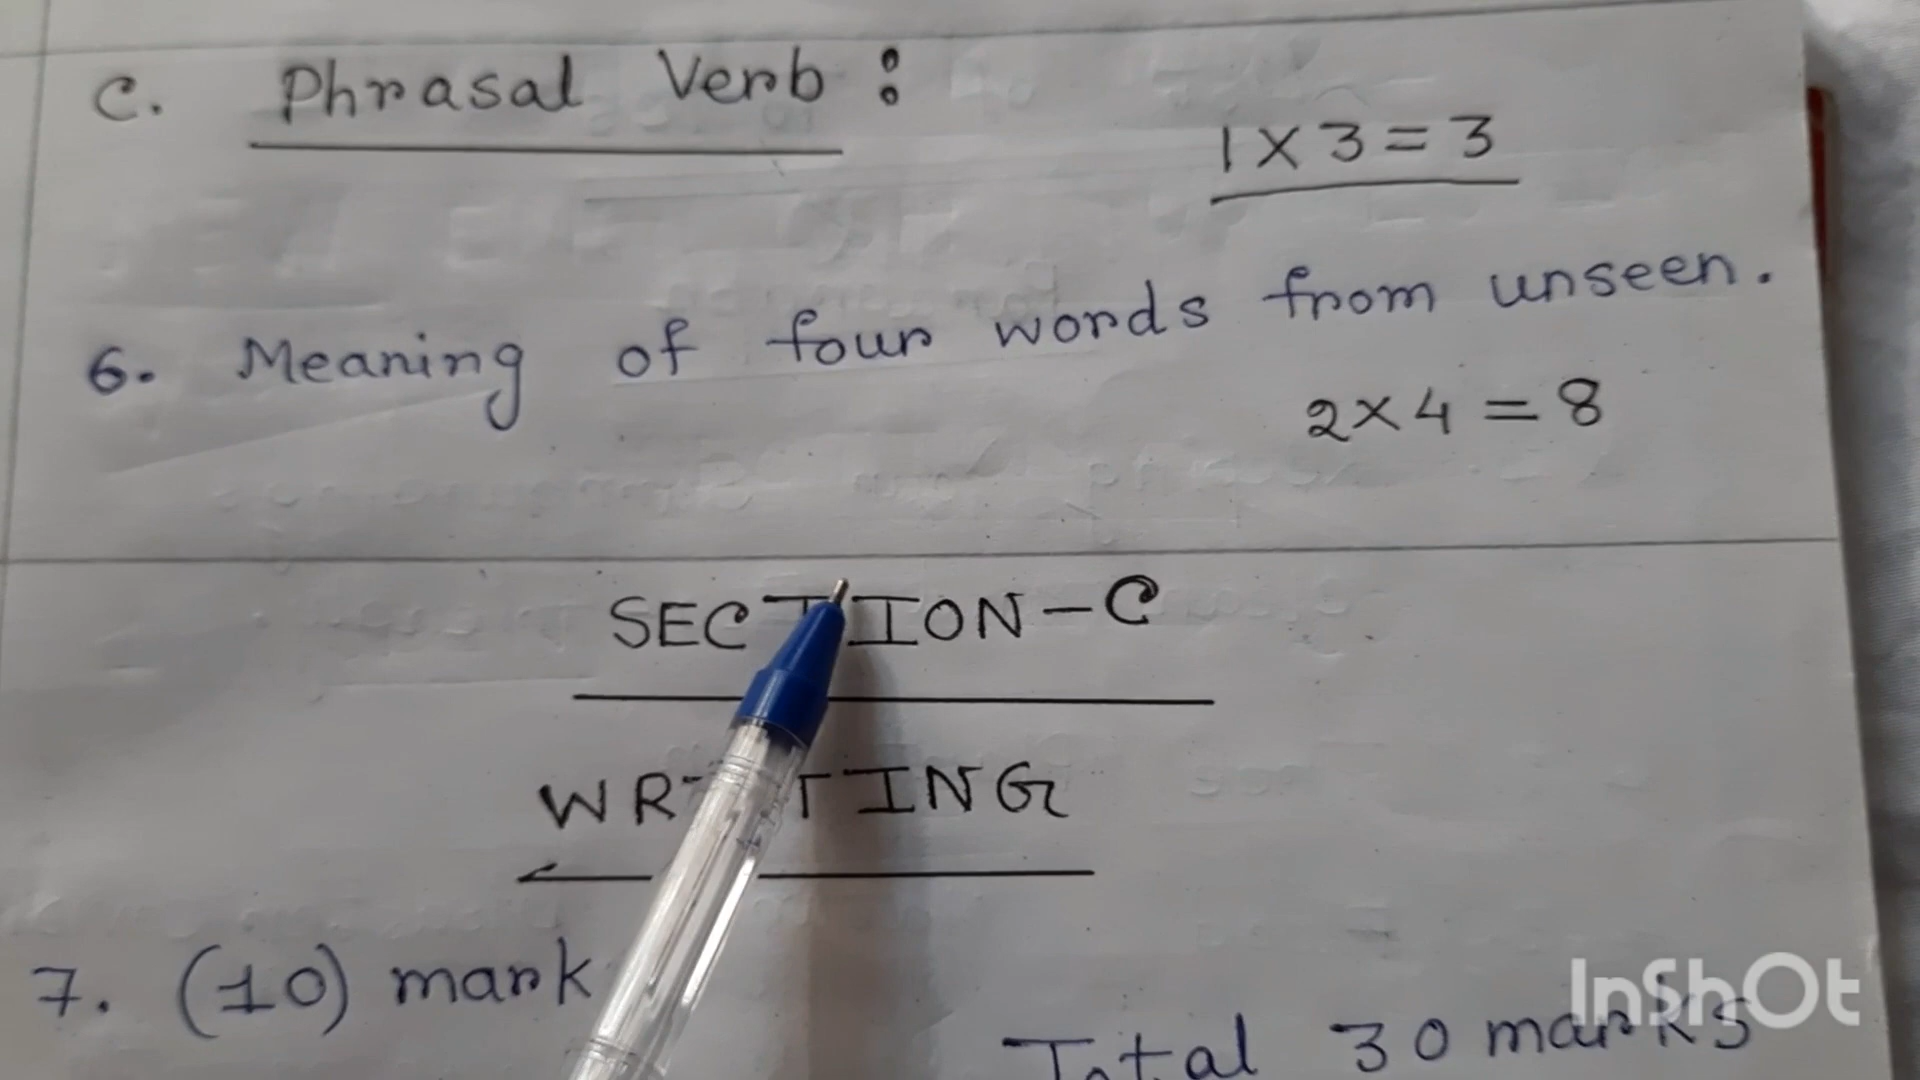 C. Phrasal Verb :
1 x 3 = 3
6. Meaning of four words from unseen.
2 x 4 = 8
SECTION - C
WRITING
7. (10) mark
Total 30 marks
InShOt